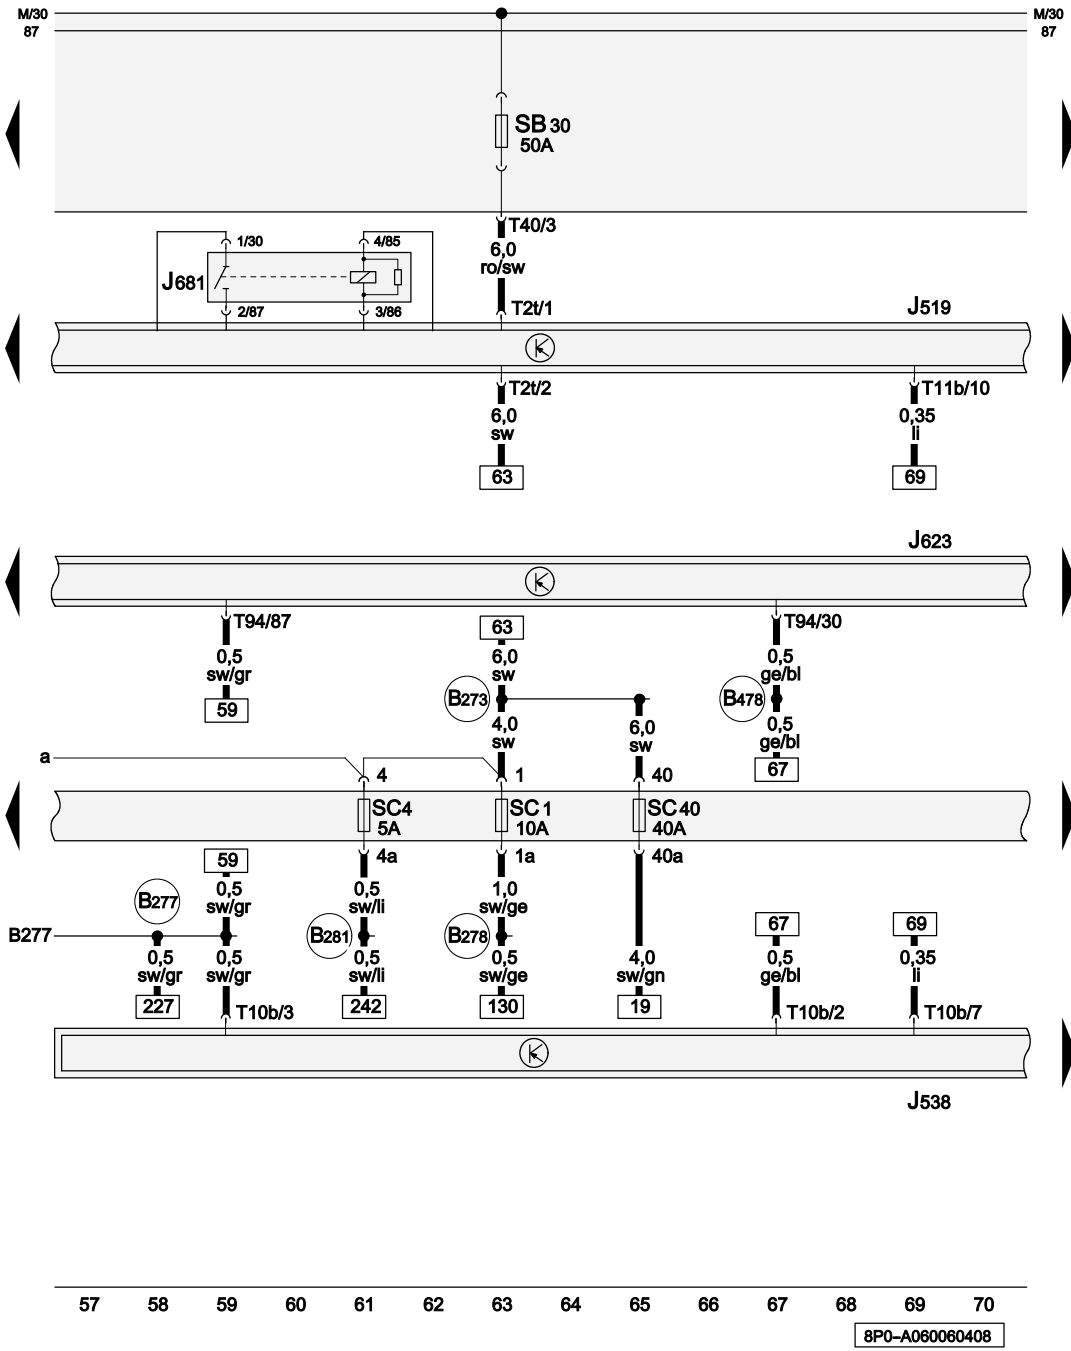 M/30
87
M/30
87
SB 30
50A
T40/3
6,0
ro/sw
T2t/1
1/30
4/85
J681
2/87
3/86
J519
T2t/2
6,0
sw
63
T11b/10
0,35
li
69
J623
T94/87
0,5
sw/gr
59
63
6,0
sw
B273
4,0
sw
6,0
sw
T94/30
0,5
ge/bl
B478
0,5
ge/bl
67
a
4
1
40
SC4
5A
SC 1
10A
SC 40
40A
4a
1a
40a
59
0,5
sw/gr
B277
B277
0,5
sw/gr
227
0,5
sw/gr
T10b/3
0,5
sw/li
B281
0,5
sw/li
242
1,0
sw/ge
B278
0,5
sw/ge
130
4,0
sw/gn
19
67
0,5
ge/bl
T10b/2
69
0,35
li
T10b/7
J538
57 58 59 60 61 62 63 64 65 66 67 68 69 70
8P0–A060060408